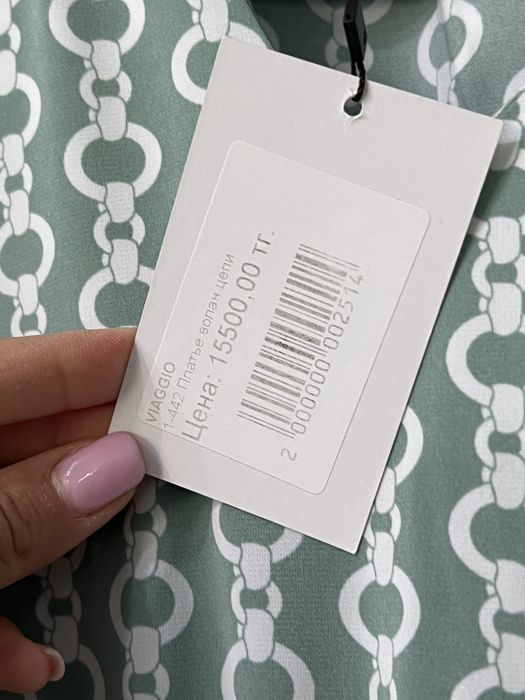 VIAGGIO
1-442 Платье волан цепи
Цена: 15500,00 тг.
2 000000 002514